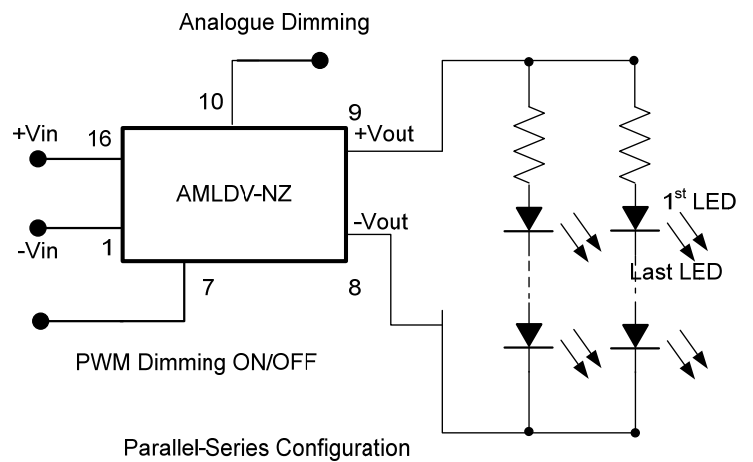 Analogue Dimming
10
9
+Vin
16
+Vout
AMLDV-NZ
1st LED
-Vout
-Vin
1
Last LED
7
8
PWM Dimming ON/OFF
Parallel-Series Configuration